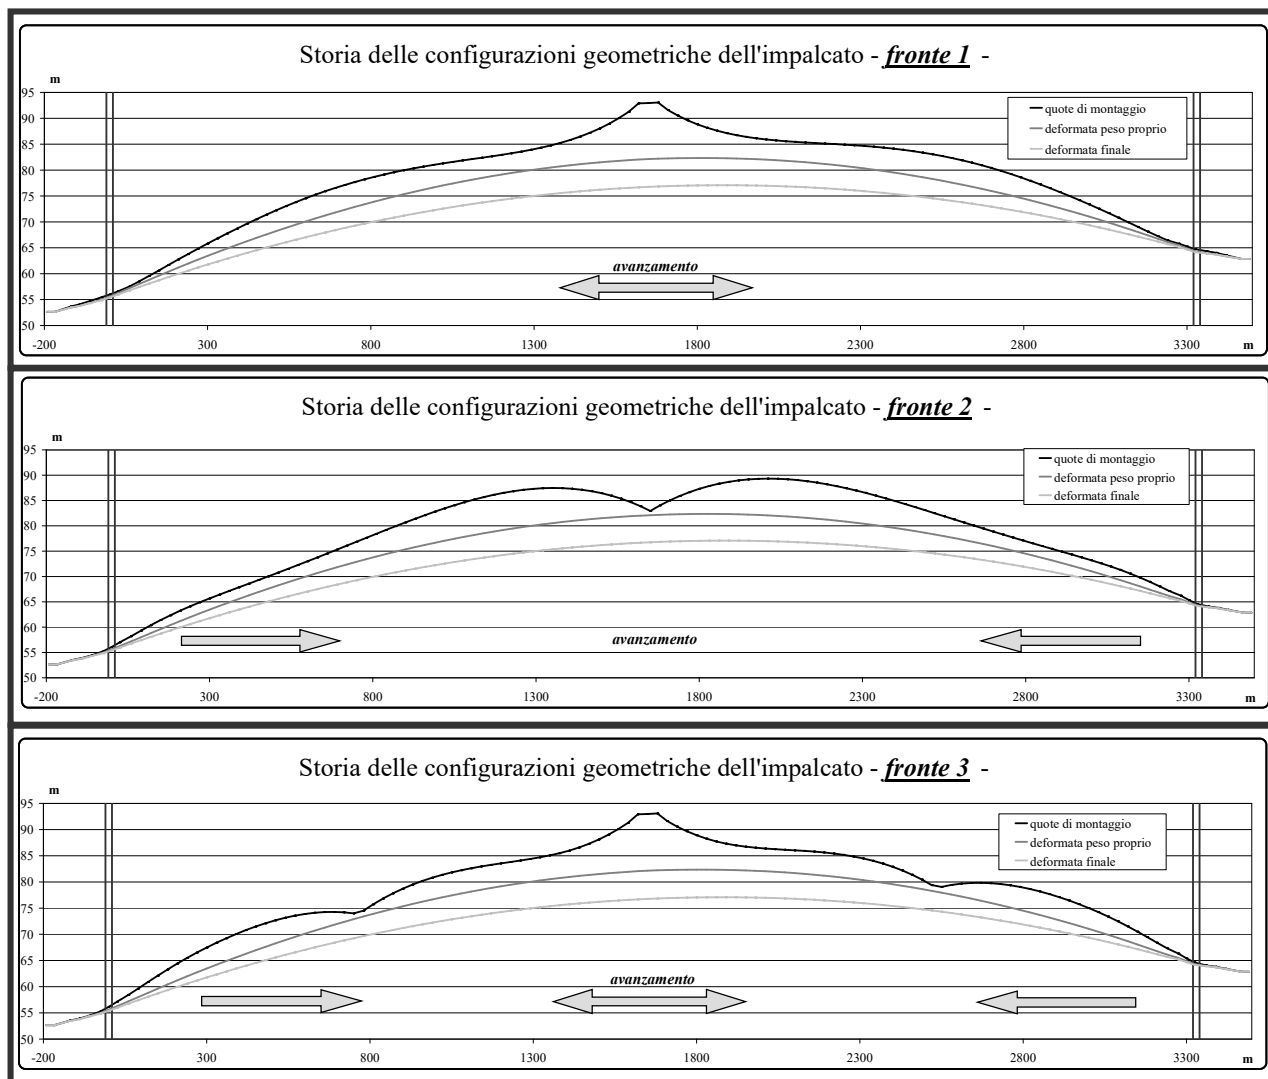 Storia delle configurazioni geometriche dell'impalcato - fronte 1 -
m
95
90
85
80
75
70
65
60
55
50
quote di montaggio
deformata peso proprio
deformata finale
avanzamento
-200 300 800 1300 1800 2300 2800 3300 m
Storia delle configurazioni geometriche dell'impalcato - fronte 2 -
m
95
90
85
80
75
70
65
60
55
50
quote di montaggio
deformata peso proprio
deformata finale
avanzamento
-200 300 800 1300 1800 2300 2800 3300 m
Storia delle configurazioni geometriche dell'impalcato - fronte 3 -
m
95
90
85
80
75
70
65
60
55
50
quote di montaggio
deformata peso proprio
deformata finale
avanzamento
-200 300 800 1300 1800 2300 2800 3300 m